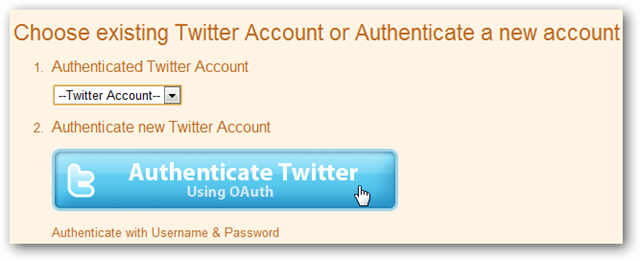 Choose existing Twitter Account or Authenticate a new account
1. Authenticated Twitter Account
--Twitter Account--
2. Authenticate new Twitter Account
Authenticate Twitter
Using OAuth
Authenticate with Username & Password